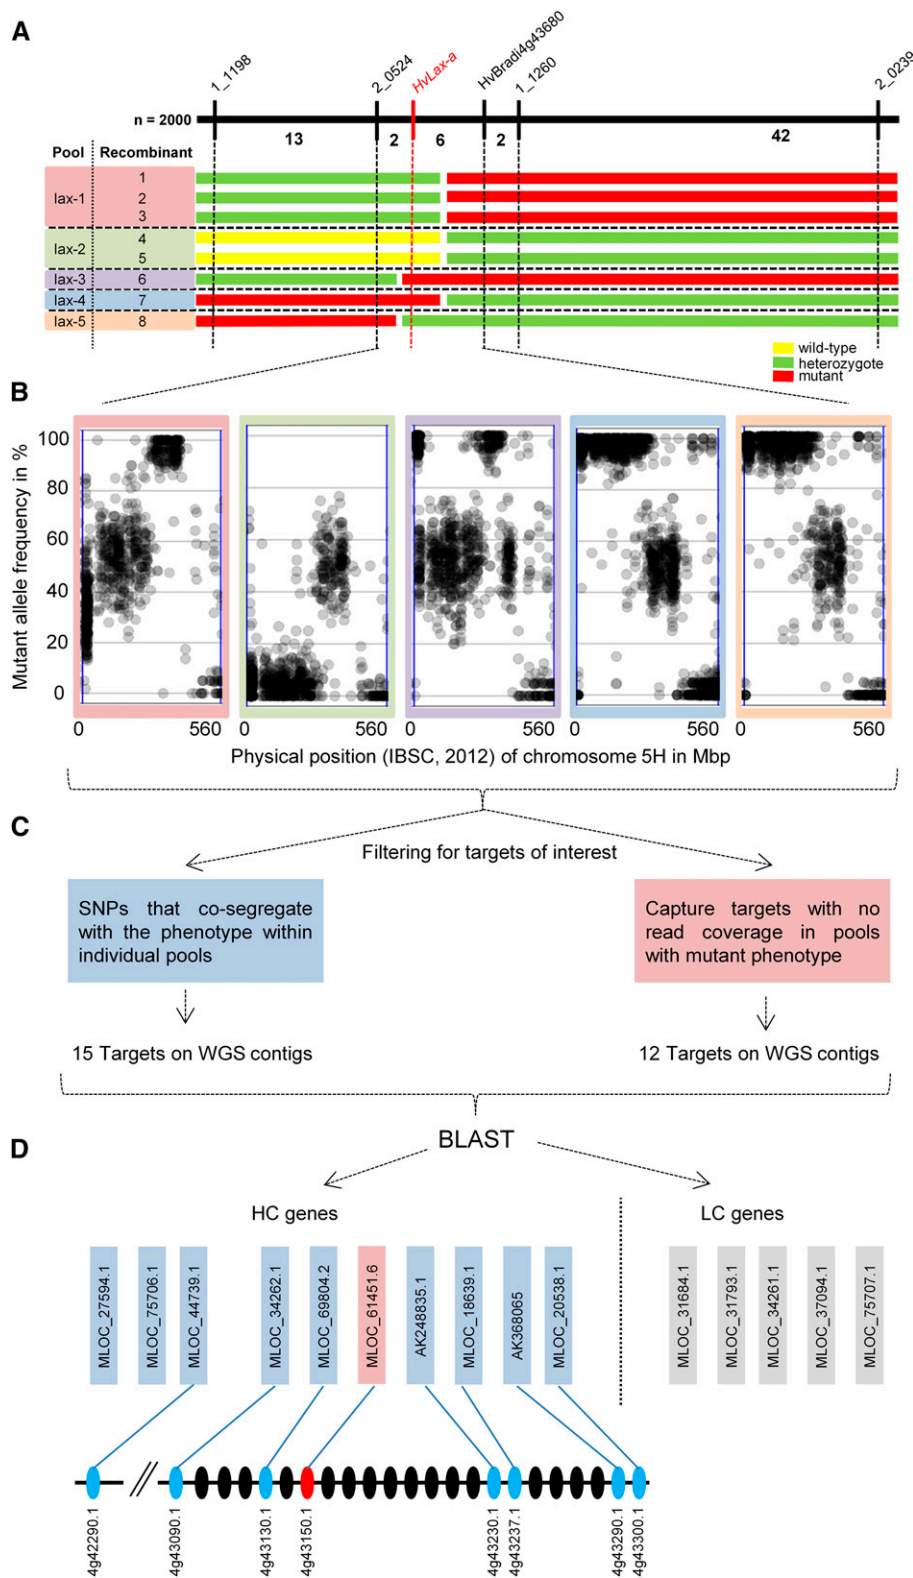 A
1_1198
2_0524
HvLax-a
HvBradi4g43680
1_1260
2_0239
n = 2000
13
2
6
2
42
Pool Recombinant
lax-1
1
2
3
lax-2
4
5
lax-3 6
lax-4 7
lax-5 8
wild-type
heterozygote
mutant
B
Mutant allele frequency in %
100
80
60
40
20
0
0 560
0 560
0 560
0 560
0 560
Physical position (IBSC, 2012) of chromosome 5H in Mbp
C
Filtering for targets of interest
SNPs that co-segregate
with the phenotype within
individual pools
Capture targets with no
read coverage in pools
with mutant phenotype
15 Targets on WGS contigs
12 Targets on WGS contigs
BLAST
D
HC genes
LC genes
MLOC_27594.1
MLOC_75706.1
MLOC_44739.1
MLOC_34262.1
MLOC_69804.2
MLOC_61451.6
AK248835.1
MLOC_18639.1
AK368065
MLOC_20538.1
MLOC_31684.1
MLOC_31793.1
MLOC_34261.1
MLOC_37094.1
MLOC_75707.1
4g42290.1
4g43090.1
4g43130.1
4g43150.1
4g43230.1
4g43237.1
4g43290.1
4g43300.1